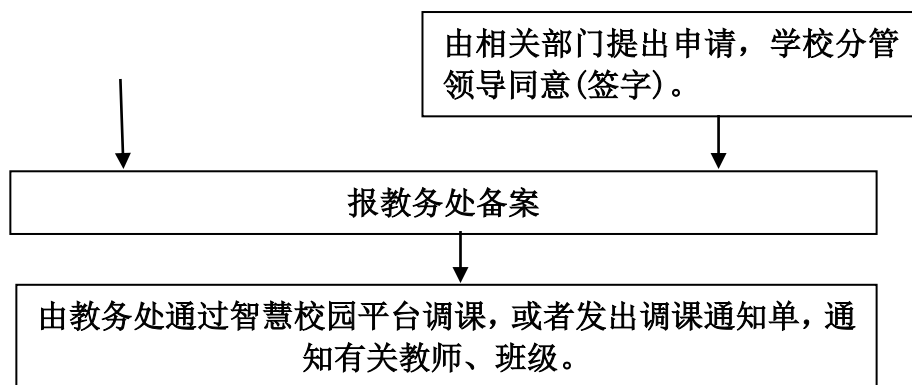 由相关部门提出申请，学校分管
领导同意(签字)。
报教务处备案
由教务处通过智慧校园平台调课，或者发出调课通知单，通
知有关教师、班级。